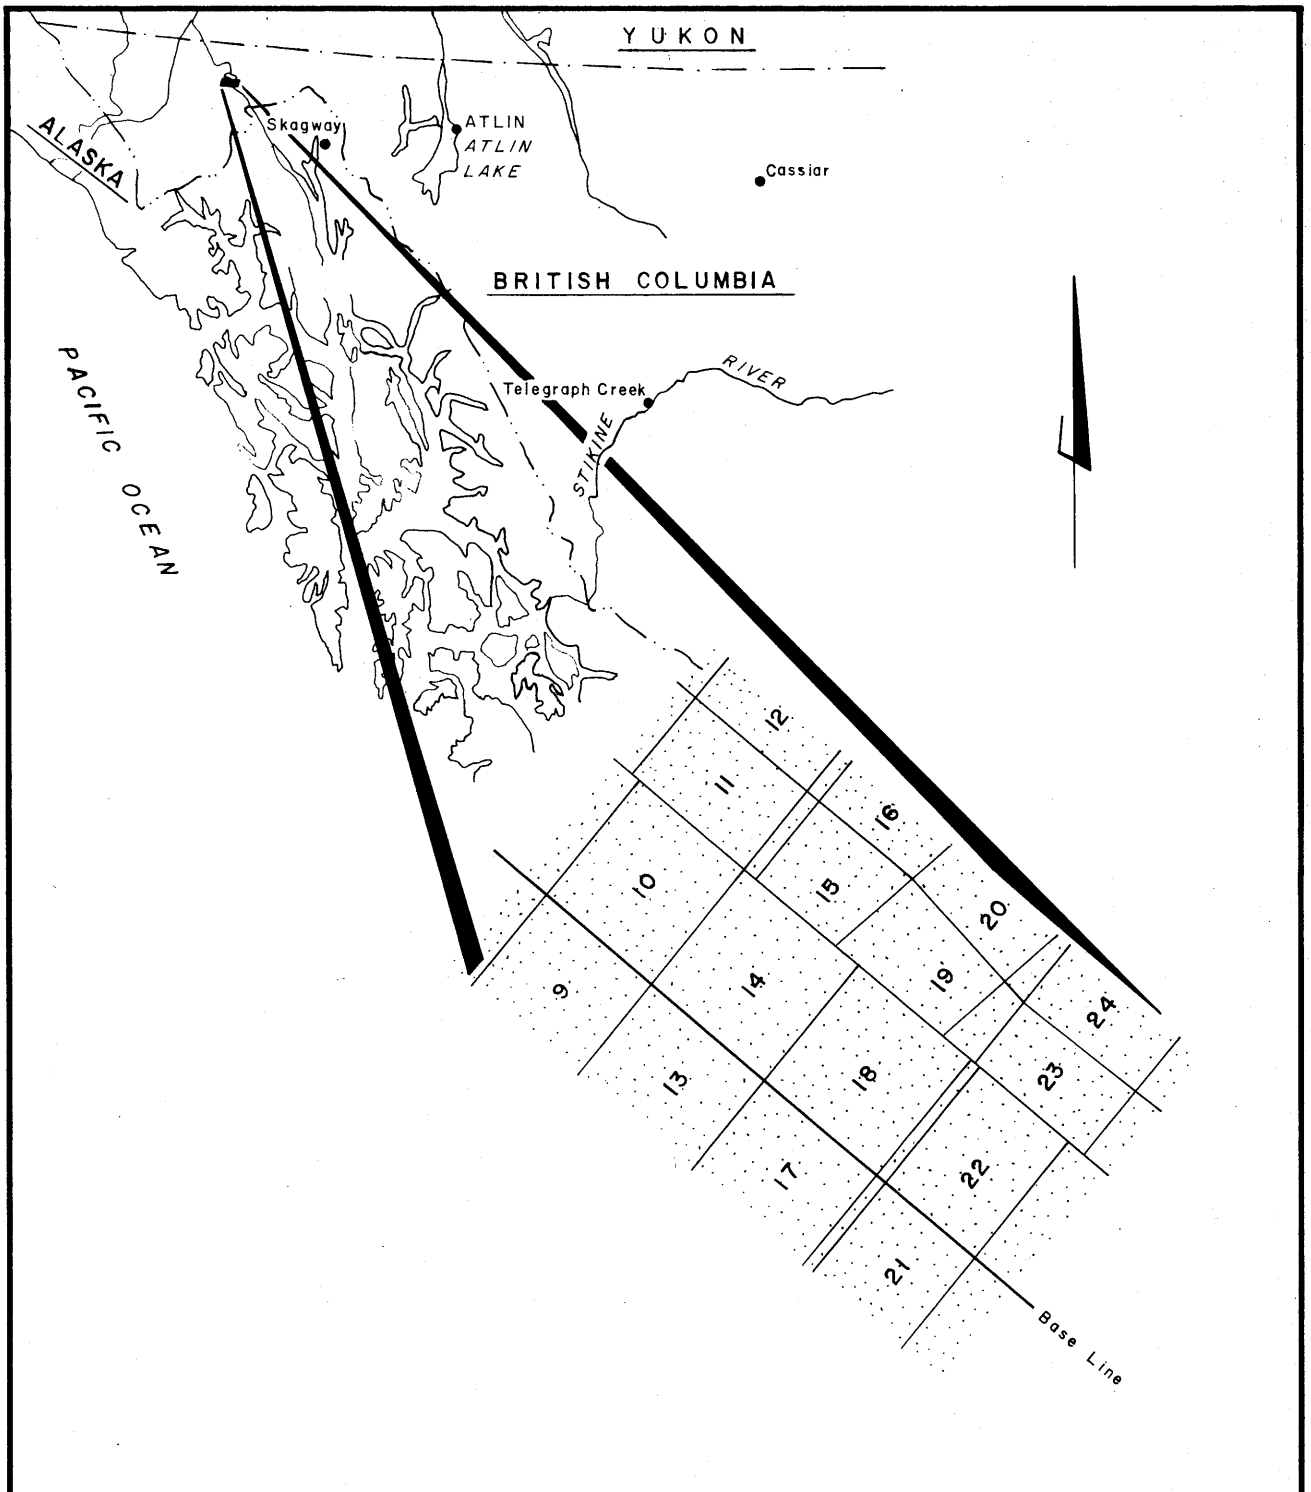 YUKON
ALASKA
Skagway
ATLIN
ATLIN
LAKE
Cassiar
BRITISH COLUMBIA
PACIFIC OCEAN
RIVER
Telegraph Creek
STIKINE
12
11
16
10
15
20
9
14
19
24
13
18
23
17
22
21
Base Line